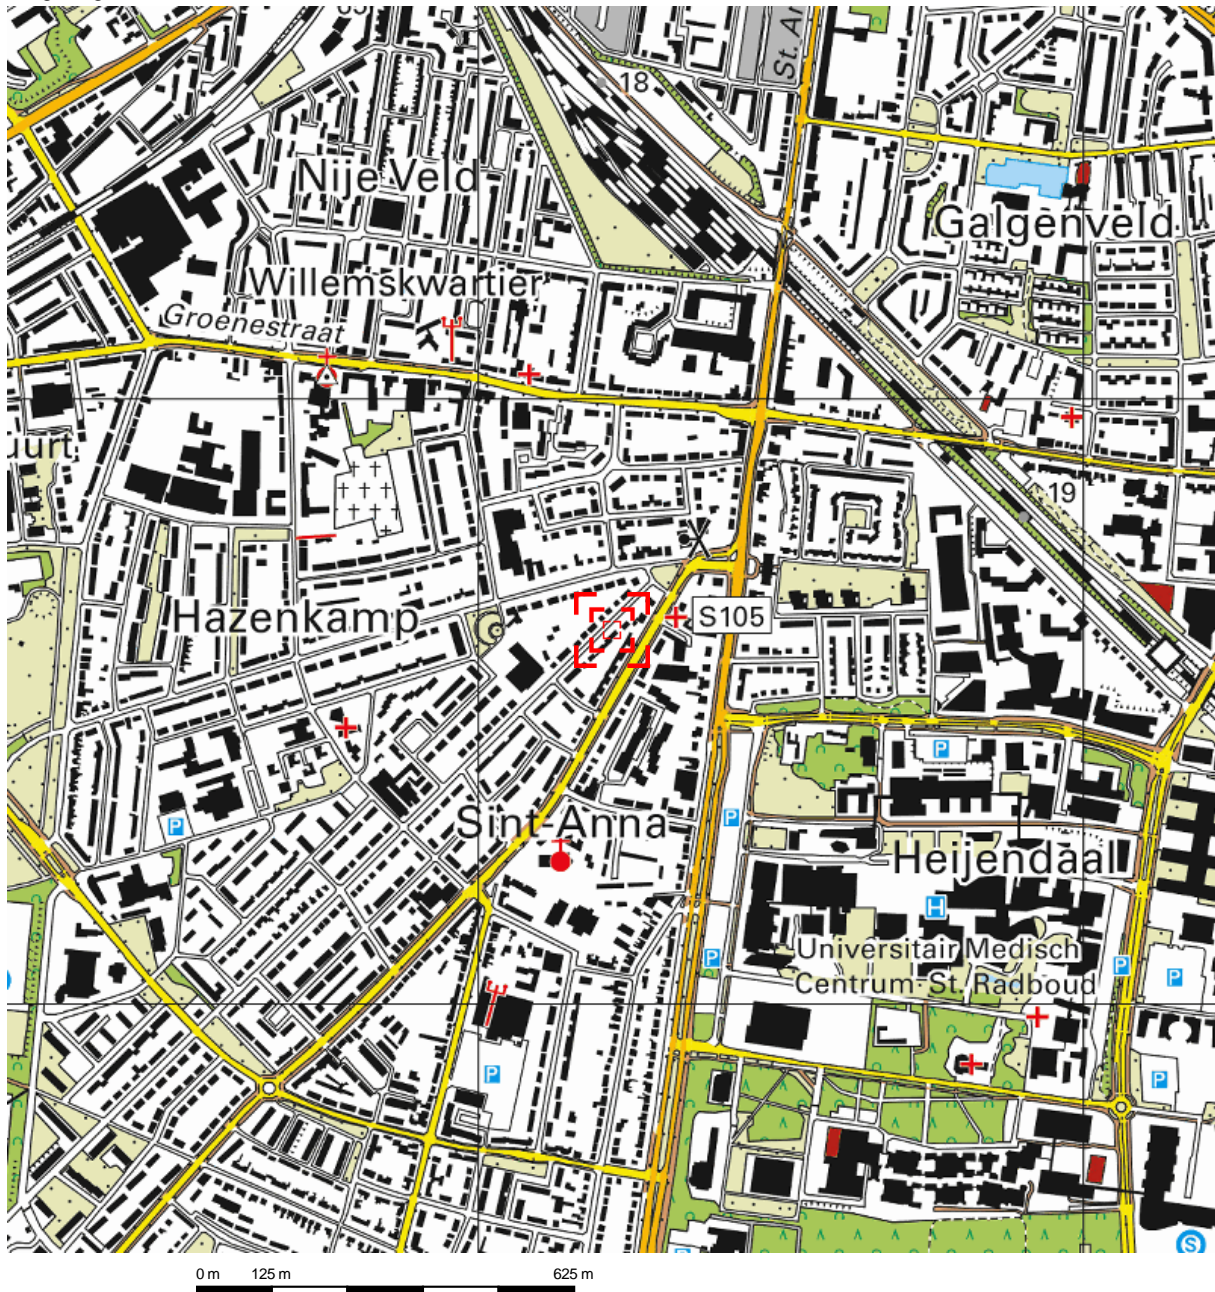 St. Ar
18
Nije Veld
Galgenveld
Willemskwartier
Groenestraat
uurt
19
Hazenkamp
S105
P
Sint-Anna
P
P
Heijendaal
H
Universitair Medisch
Centrum-St. Radboud
P
P
P
P
P
S
0 m 125 m 625 m